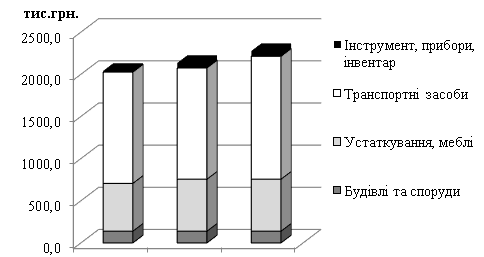 тис.грн.
2500,0
2000,0
1500,0
1000,0
500,0
0,0
Інструмент, прибори,
інвентар
Транспортні засоби
Устаткування, меблі
Будівлі та споруди